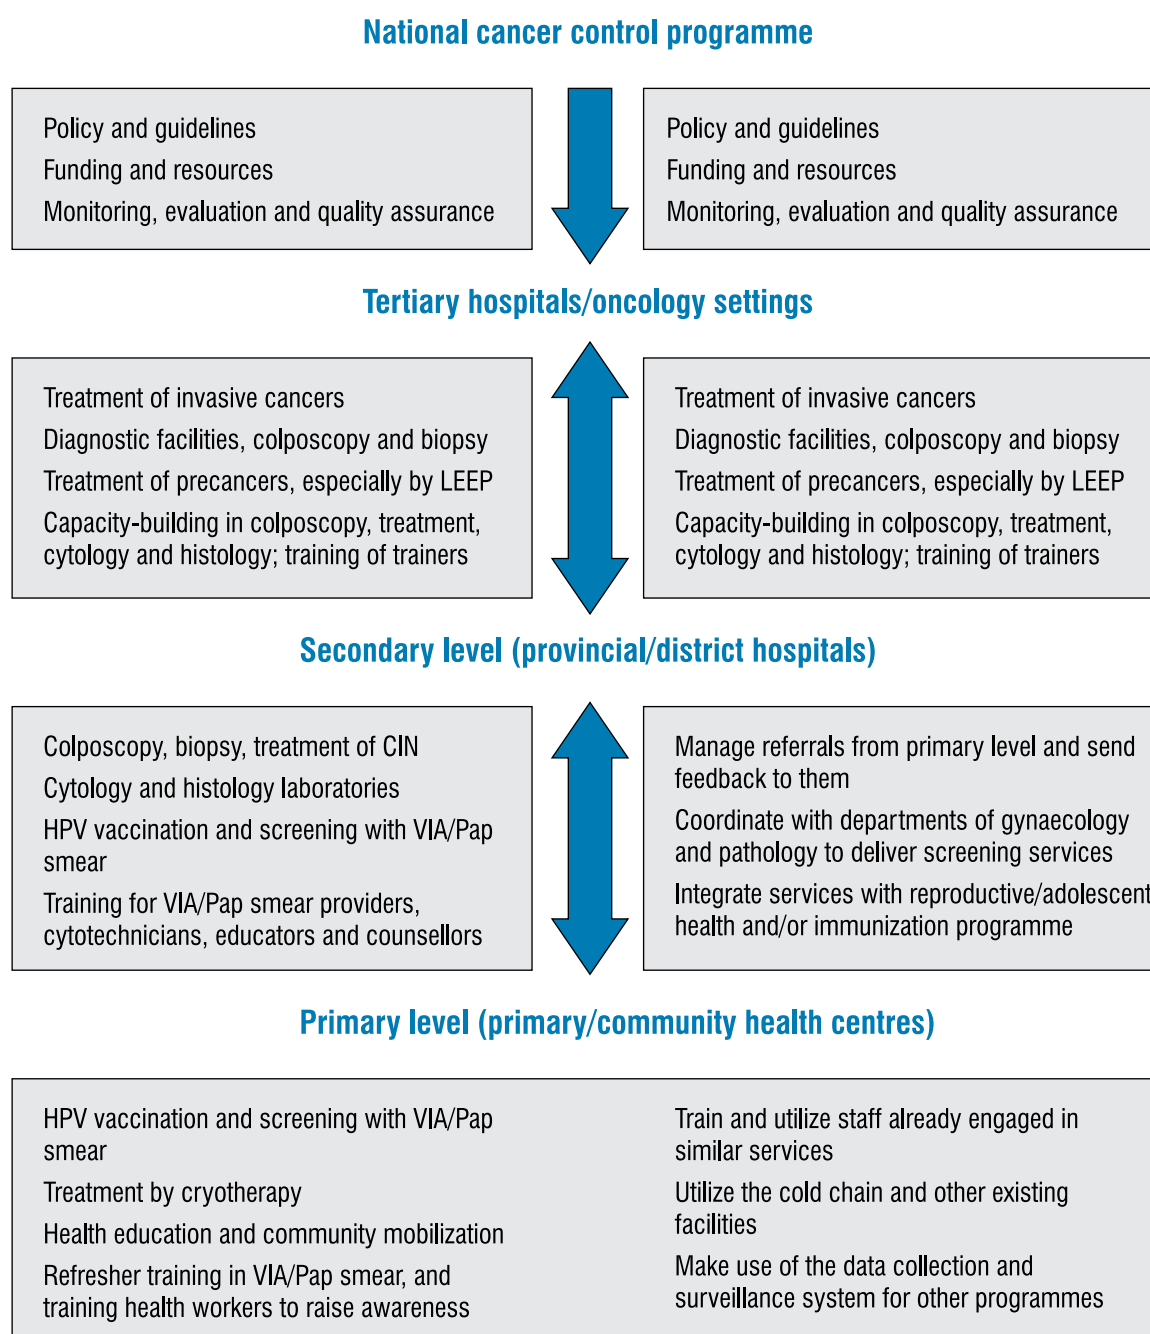 National cancer control programme
Policy and guidelines
Funding and resources
Monitoring, evaluation and quality assurance
Policy and guidelines
Funding and resources
Monitoring, evaluation and quality assurance
Tertiary hospitals/oncology settings
Treatment of invasive cancers
Diagnostic facilities, colposcopy and biopsy
Treatment of precancers, especially by LEEP
Capacity-building in colposcopy, treatment,
cytology and histology; training of trainers
Treatment of invasive cancers
Diagnostic facilities, colposcopy and biopsy
Treatment of precancers, especially by LEEP
Capacity-building in colposcopy, treatment,
cytology and histology; training of trainers
Secondary level (provincial/district hospitals)
Colposcopy, biopsy, treatment of CIN
Cytology and histology laboratories
HPV vaccination and screening with VIA/Pap
smear
Training for VIA/Pap smear providers,
cytotechnicians, educators and counsellors
Manage referrals from primary level and send
feedback to them
Coordinate with departments of gynaecology
and pathology to deliver screening services
Integrate services with reproductive/adolescent
health and/or immunization programme
Primary level (primary/community health centres)
HPV vaccination and screening with VIA/Pap
smear
Treatment by cryotherapy
Health education and community mobilization
Refresher training in VIA/Pap smear, and
training health workers to raise awareness
Train and utilize staff already engaged in
similar services
Utilize the cold chain and other existing
facilities
Make use of the data collection and
surveillance system for other programmes